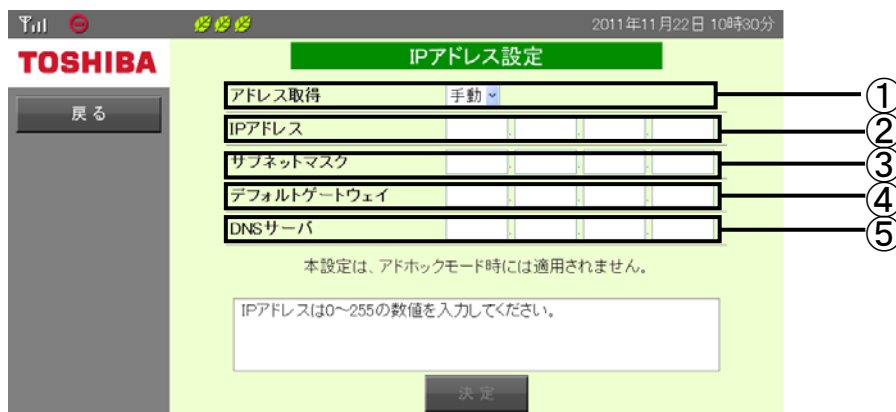 2011年11月22日 10時30分
TOSHIBA
IPアドレス設定
戻る
アドレス取得 手動 ①
IPアドレス . . . ②
サブネットマスク . . . ③
デフォルトゲートウェイ . . . ④
DNSサーバ . . . ⑤
本設定は、アドホックモード時には適用されません。
IPアドレスは0~255の数値を入力してください。
決定